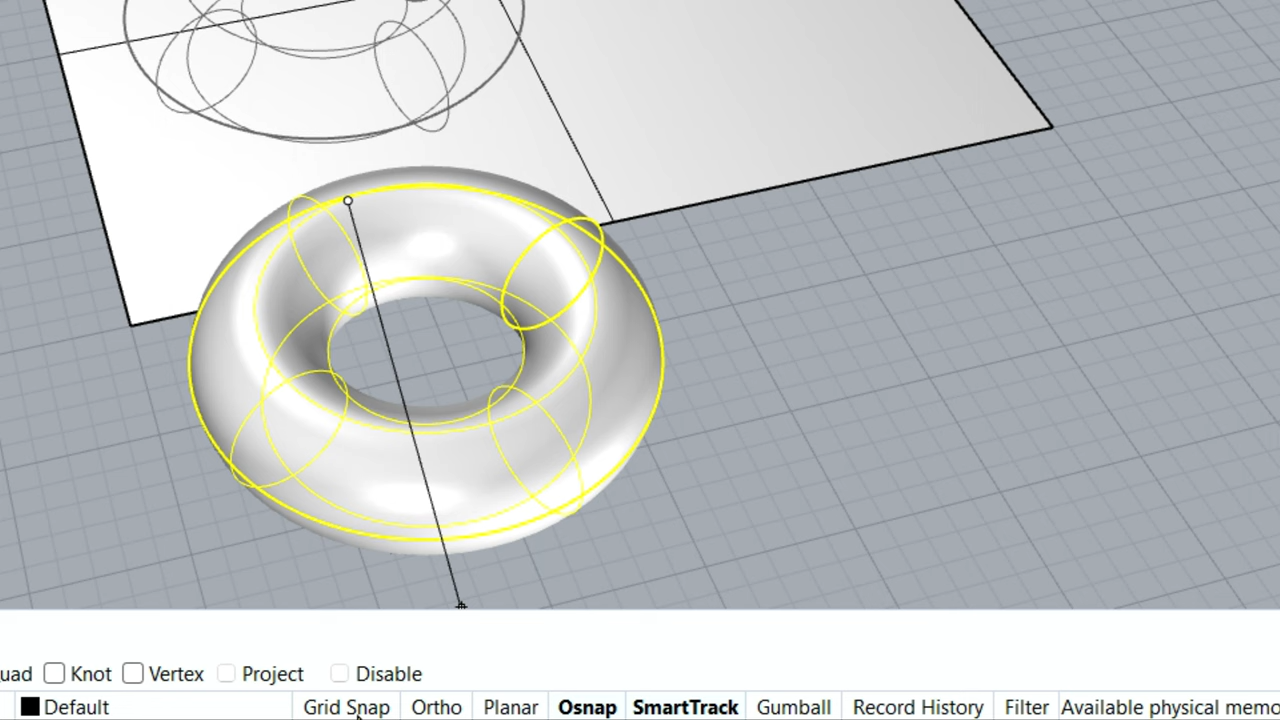 uad Knot Vertex Project Disable
Default Grid Snap Ortho Planar Osnap SmartTrack Gumball Record History Filter Available physical memo